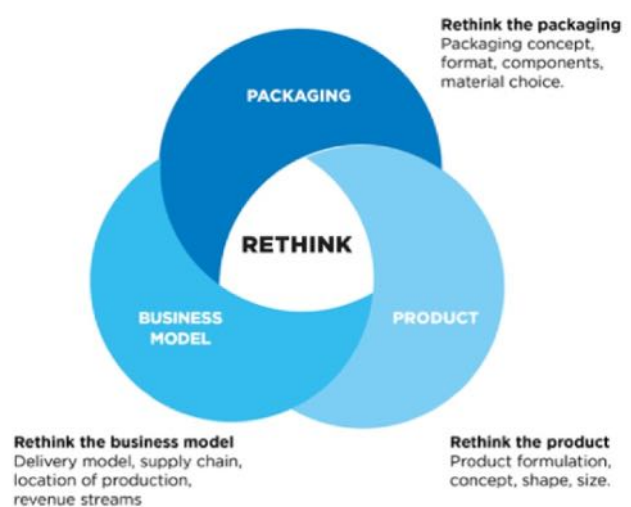 Rethink the packaging
Packaging concept,
format, components,
material choice.
PACKAGING
RETHINK
BUSINESS
MODEL
PRODUCT
Rethink the business model
Delivery model, supply chain,
location of production,
revenue streams
Rethink the product
Product formulation,
concept, shape, size.